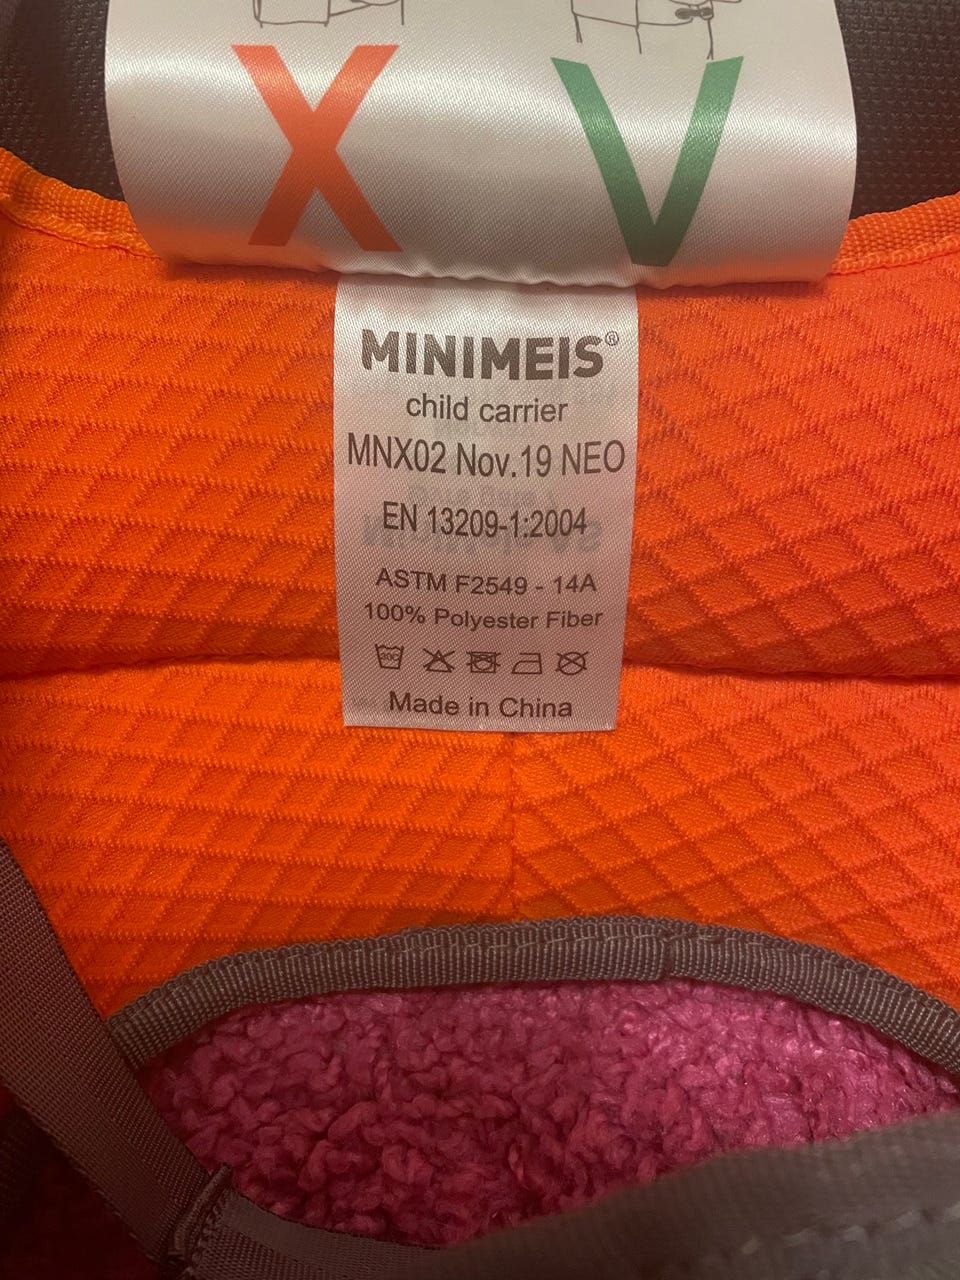 X V
MINIMEIS®
child carrier
MNX02 Nov.19 NEO
EN 13209-1:2004
ASTM F2549 - 14A
100% Polyester Fiber
30C
Made in China